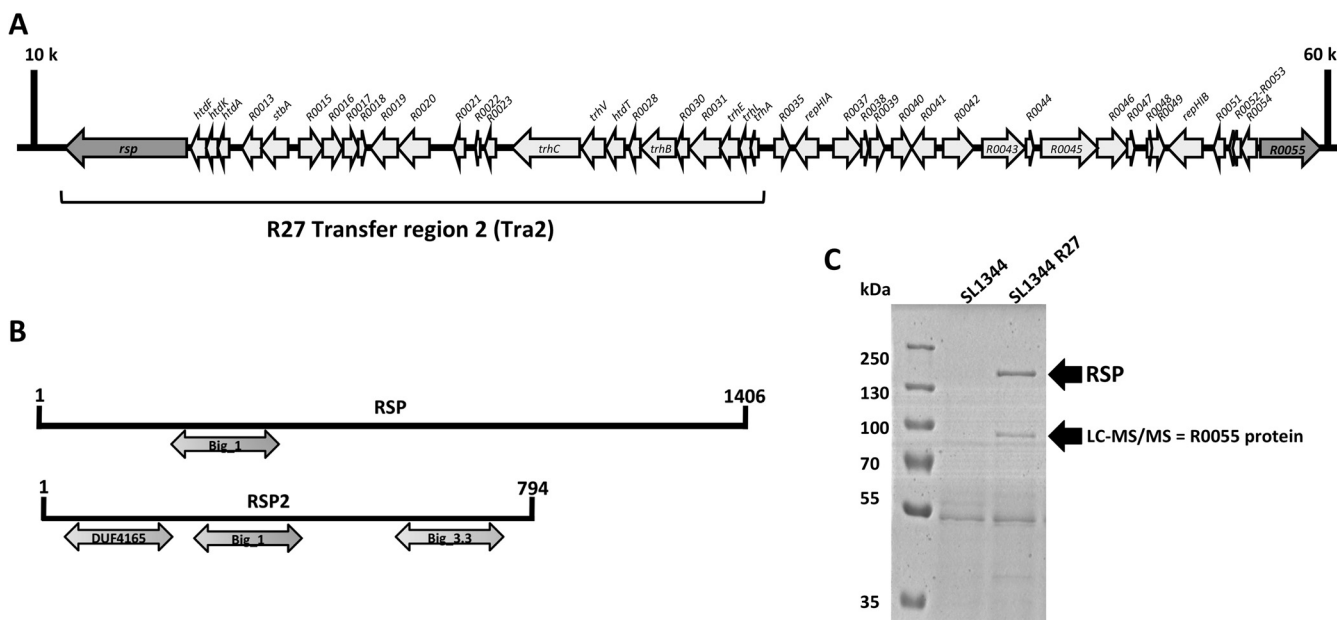 A
10 k
60 k
htdF
htdK
htdA
R0013
stbA
R0015
R0016
R0017
R0018
R0019
R0020
R0021
R0022
R0023
trhV
htdT
R0028
R0030
R0031
trhE
trhL
trhA
R0035
repHIA
R0037
R0038
R0039
R0040
R0041
R0042
R0044
R0046
R0047
R0048
R0049
repHIB
R0051
R0052-R0053
R0054
rsp
trhC
trhB
R0043
R0045
R0055
R27 Transfer region 2 (Tra2)
B
1
1406
RSP
Big_1
1
794
RSP2
DUF4165
Big_1
Big_3.3
C
kDa
SL1344
SL1344 R27
250
130
100
70
55
35
RSP
LC-MS/MS = R0055 protein